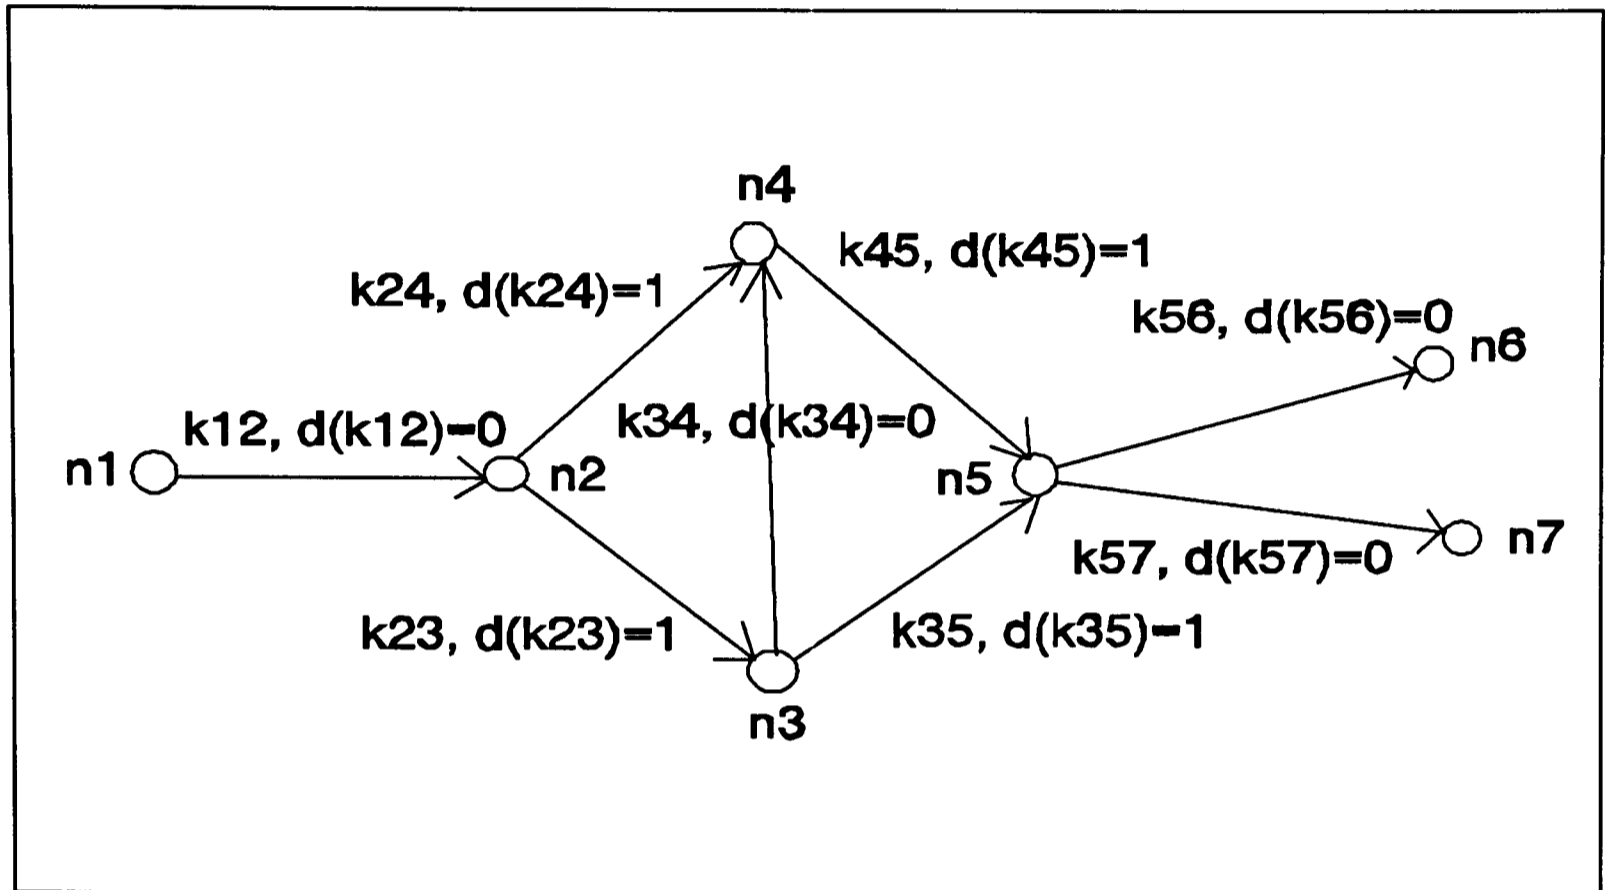 n4
k45, d(k45)=1
k24, d(k24)=1
k56, d(k56)=0
n6
k12, d(k12)=0
k34, d(k34)=0
n1
n2
n5
n7
k57, d(k57)=0
k23, d(k23)=1
k35, d(k35)=1
n3